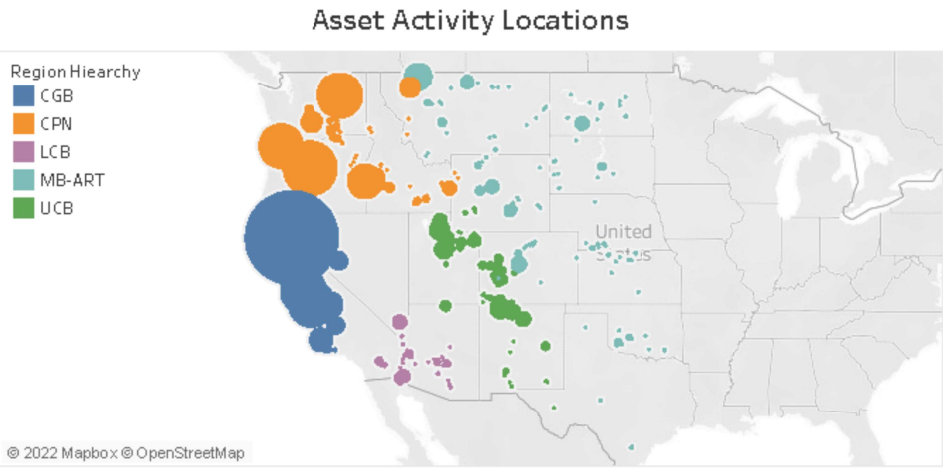 Asset Activity Locations
Region Hiearchy
CGB
CPN
LCB
MB-ART
UCB
United
States
© 2022 Mapbox © OpenStreetMap